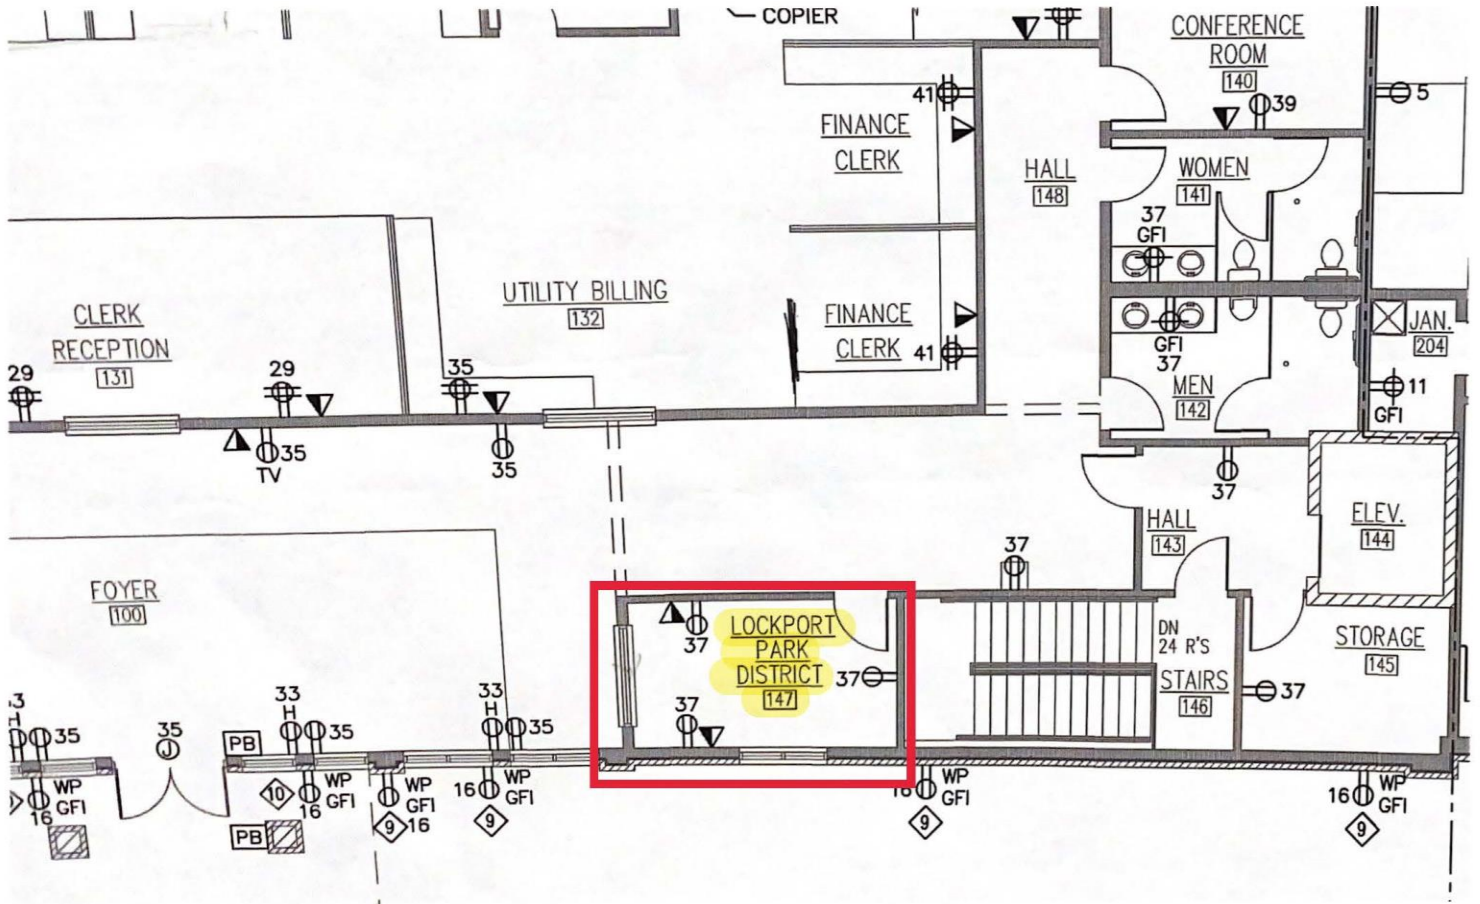 COPIER
CONFERENCE
ROOM
140
39
5
41
FINANCE
CLERK
HALL
148
WOMEN
141
37
GFI
UTILITY BILLING
132
CLERK
RECEPTION
131
FINANCE
CLERK
41
GFI
37
JAN.
204
MEN
142
11
GFI
29
29
35
35
TV
35
37
HALL
143
ELEV.
144
37
FOYER
100
37
LOCKPORT
PARK
DISTRICT
147
37
37
DN
24 R'S
STAIRS
146
STORAGE
145
37
33
35
35
PB
33
35
33
35
WP
GFI
16
10
WP
GFI
16
PB
WP
GFI
16
9
WP
GFI
16
9
WP
GFI
16
9
WP
GFI
16
9